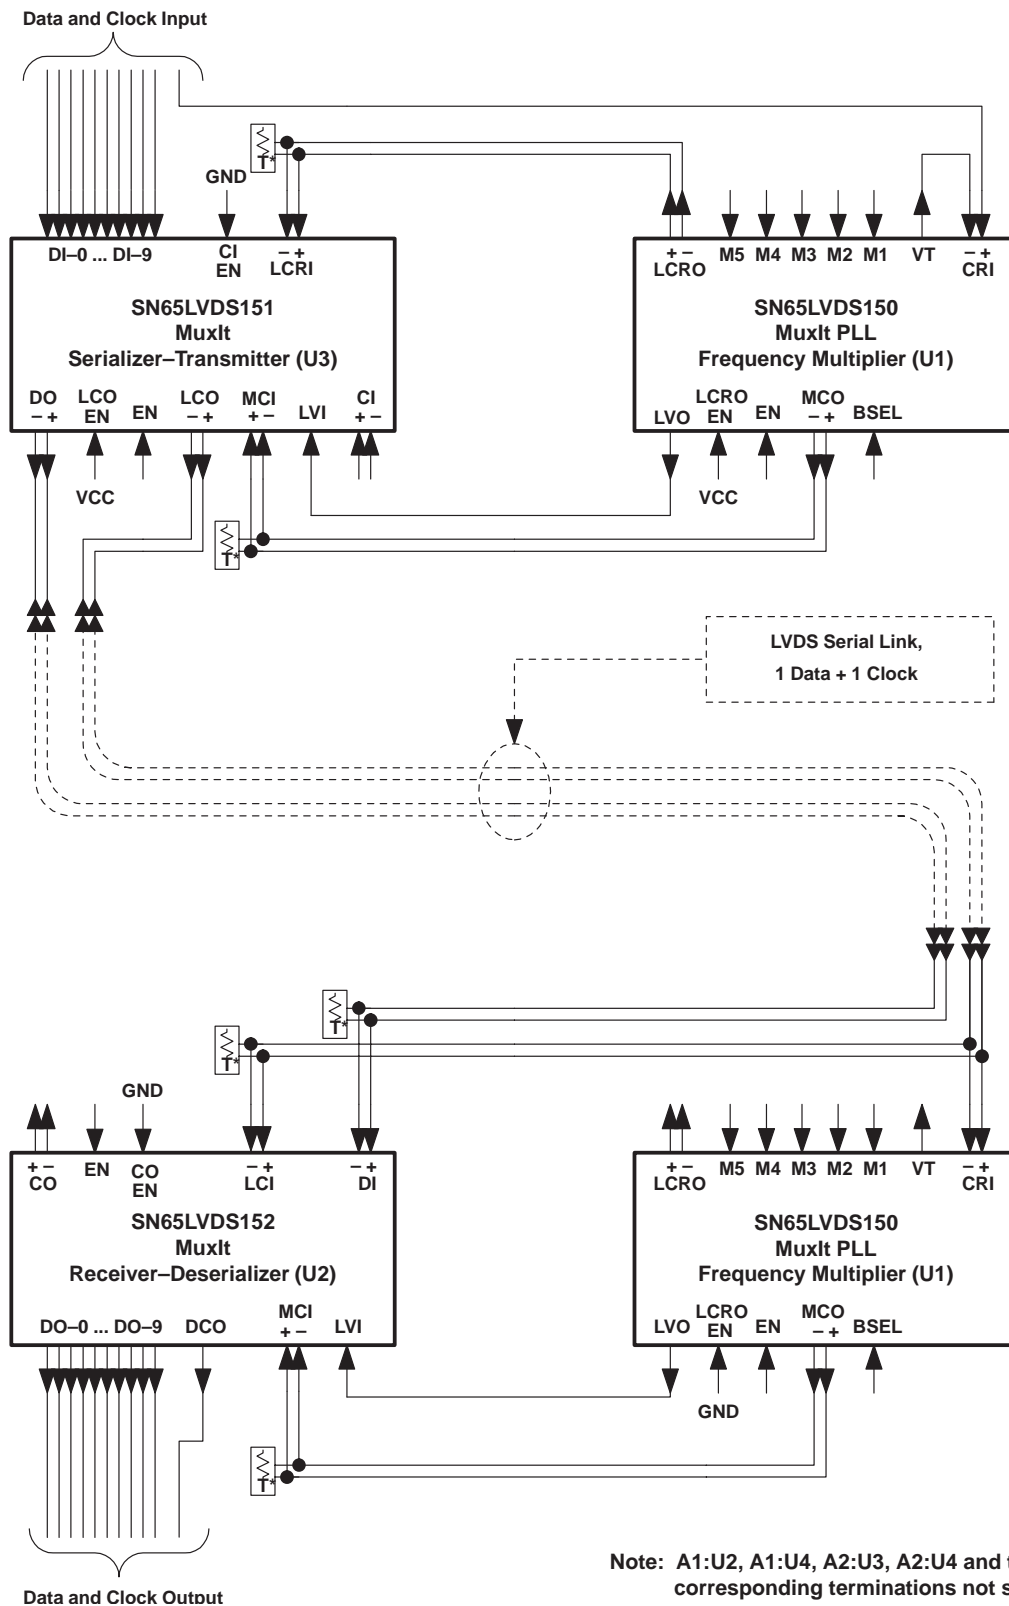 Data and Clock Input
T*
GND
DI–0 ... DI–9
CI
EN
– +
LCRI
+ –
LCRO
M5 M4 M3 M2 M1 VT
– +
CRI
SN65LVDS151
MuxIt
Serializer–Transmitter (U3)
SN65LVDS150
MuxIt PLL
Frequency Multiplier (U1)
DO
– +
LCO
EN
EN
LCO
– +
MCI
+ –
LVI
CI
+ –
LVO
LCRO
EN
EN
MCO
– +
BSEL
VCC
VCC
T*
LVDS Serial Link,
1 Data + 1 Clock
T*
T*
GND
+ –
CO
EN
CO
EN
– +
LCI
– +
DI
+ –
LCRO
M5 M4 M3 M2 M1 VT
– +
CRI
SN65LVDS152
MuxIt
Receiver–Deserializer (U2)
SN65LVDS150
MuxIt PLL
Frequency Multiplier (U1)
DO–0 ... DO–9 DCO
MCI
+ –
LVI
LVO
LCRO
EN
EN
MCO
– +
BSEL
GND
T*
Note: A1:U2, A1:U4, A2:U3, A2:U4 and
corresponding terminations not
Data and Clock Output